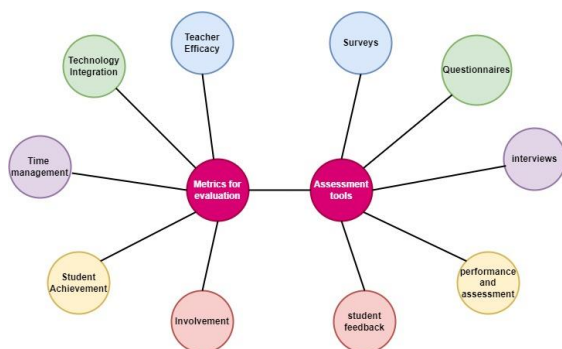 Teacher
Efficacy
Surveys
Technology
Integration
Questionnaires
Time
management
interviews
Metrics for
evaluation
Assessment
tools
Student
Achievement
performance
and
assessment
Involvement
student
feedback